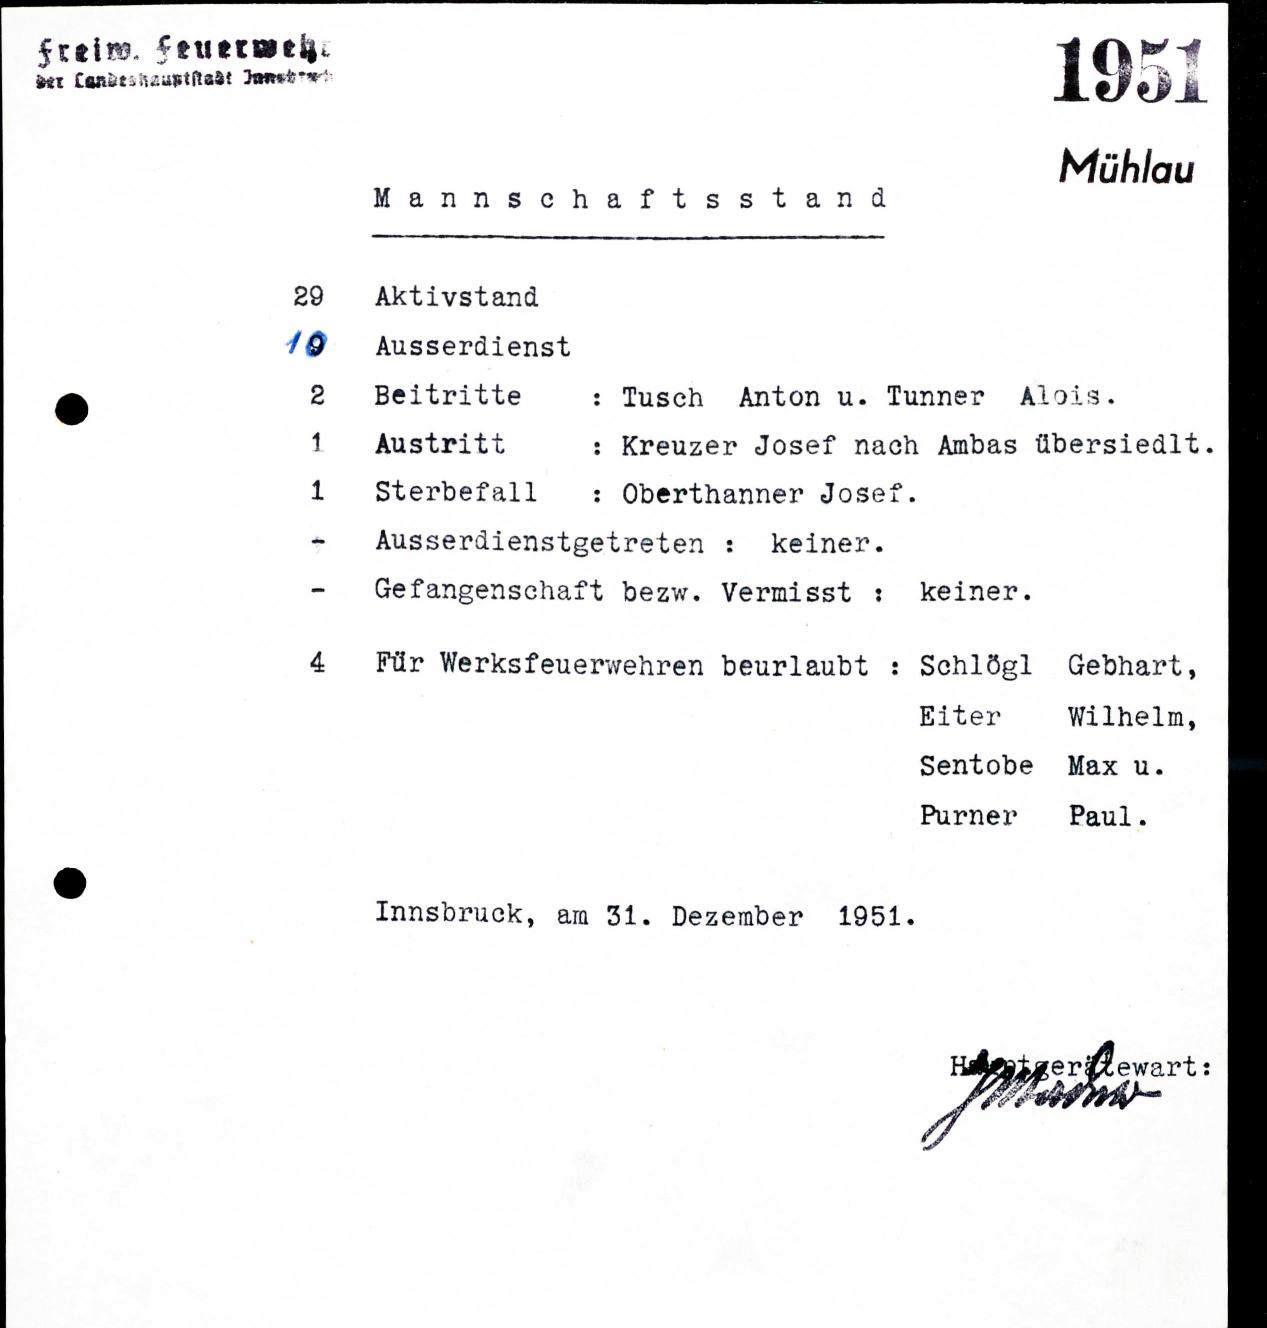 Freiw. Feuerwehr
der Landeshauptstadt Innsbruck
1951
Mühlau
Mannschaftsstand
29 Aktivstand
Ausserdienst
2 Beitritte : Tusch Anton u. Tunner Alois.
1 Austritt : Kreuzer Josef nach Ambas übersiedlt.
1 Sterbefall : Oberthanner Josef.
- Ausserdienstgetreten : keiner.
- Gefangenschaft bezw. Vermisst : keiner.
4 Für Werksfeuerwehren beurlaubt : Schlögl Gebhart,
Eiter Wilhelm,
Sentobe Max u.
Purner Paul.
Innsbruck, am 31. Dezember 1951.
Hauptgerätewart: